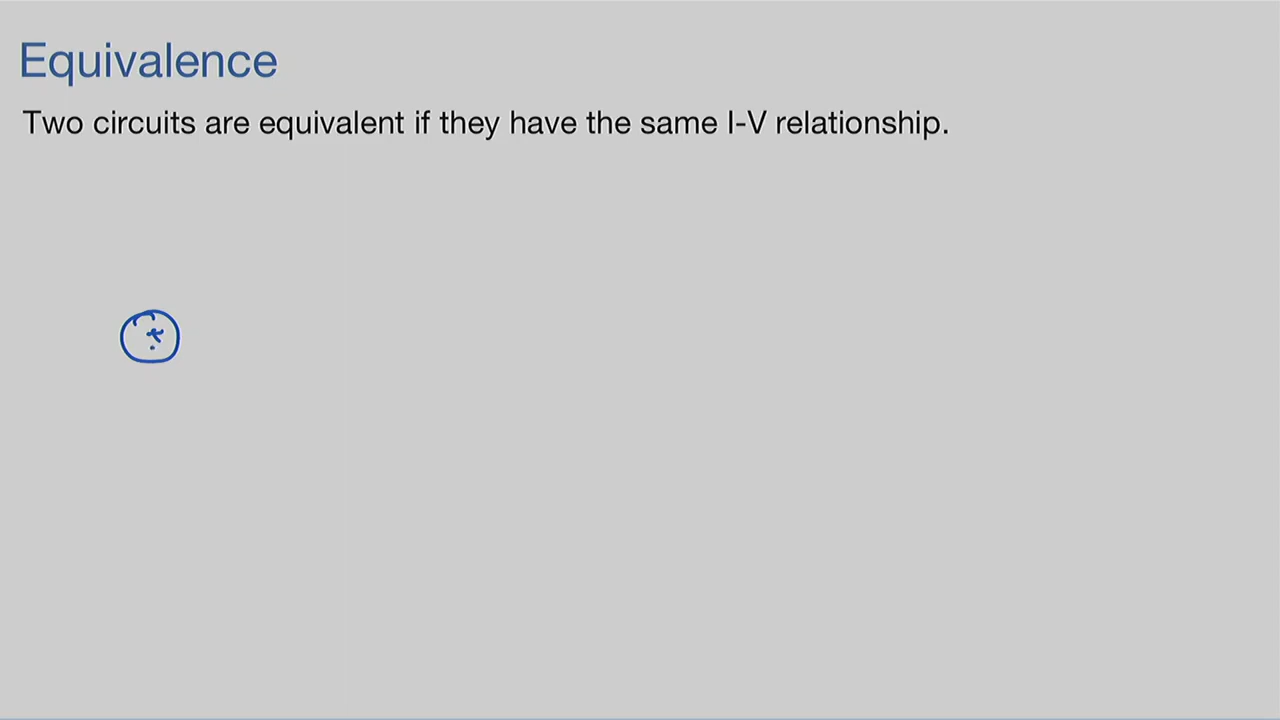 Equivalence
Two circuits are equivalent if they have the same I-V relationship.